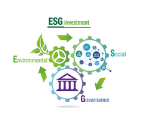 ESG investment
Environmental
Social
Governance